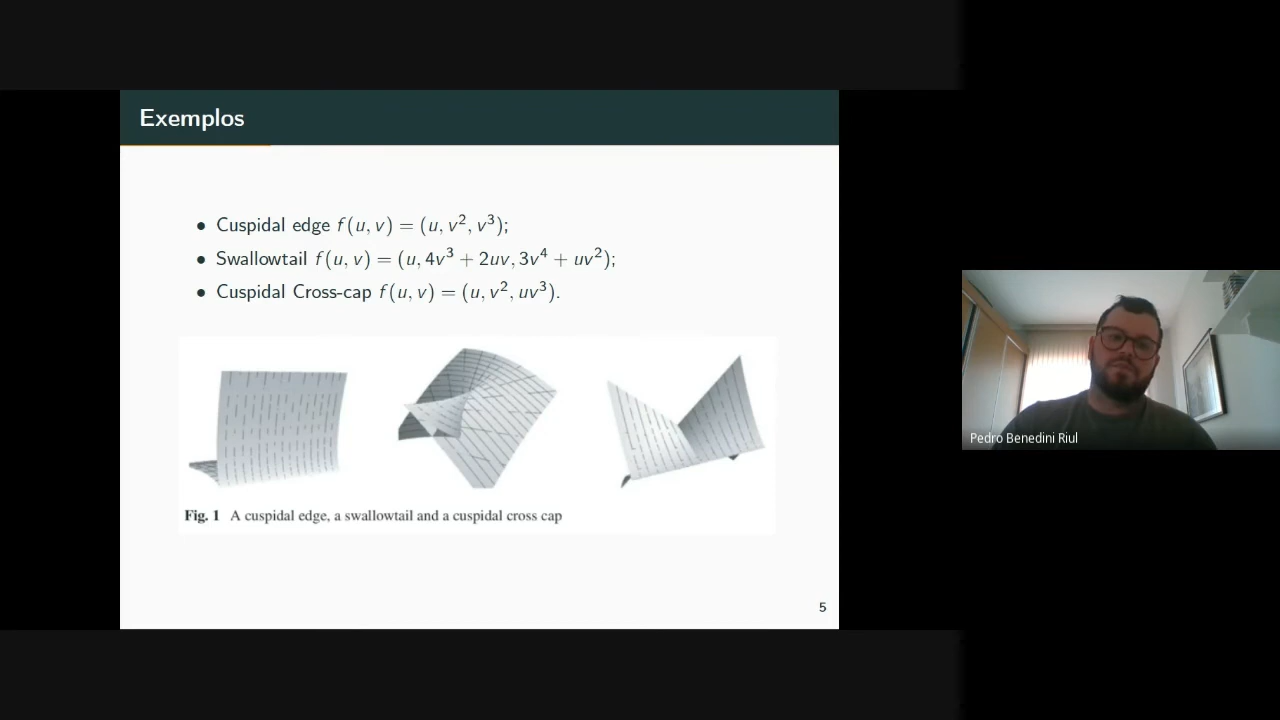 Exemplos
• Cuspidal edge f(u, v) = (u, v², v³);
• Swallowtail f(u, v) = (u, 4v³ + 2uv, 3v⁴ + uv²);
• Cuspidal Cross-cap f(u, v) = (u, v², uv³).
Fig. 1 A cuspidal edge, a swallowtail and a cuspidal cross cap
5
Pedro Benedini Riul